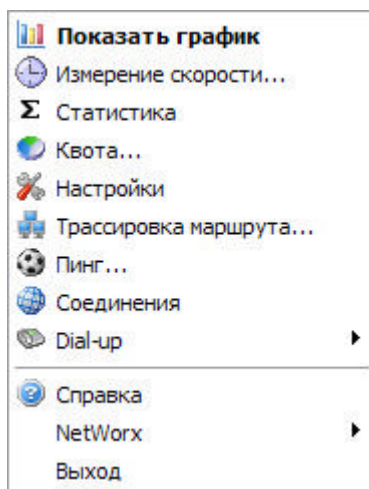 Показать график
Измерение скорости...
Σ Статистика
Квота...
Настройки
Трассировка маршрута...
Пинг...
Соединения
Dial-up
Справка
NetWorx
Выход